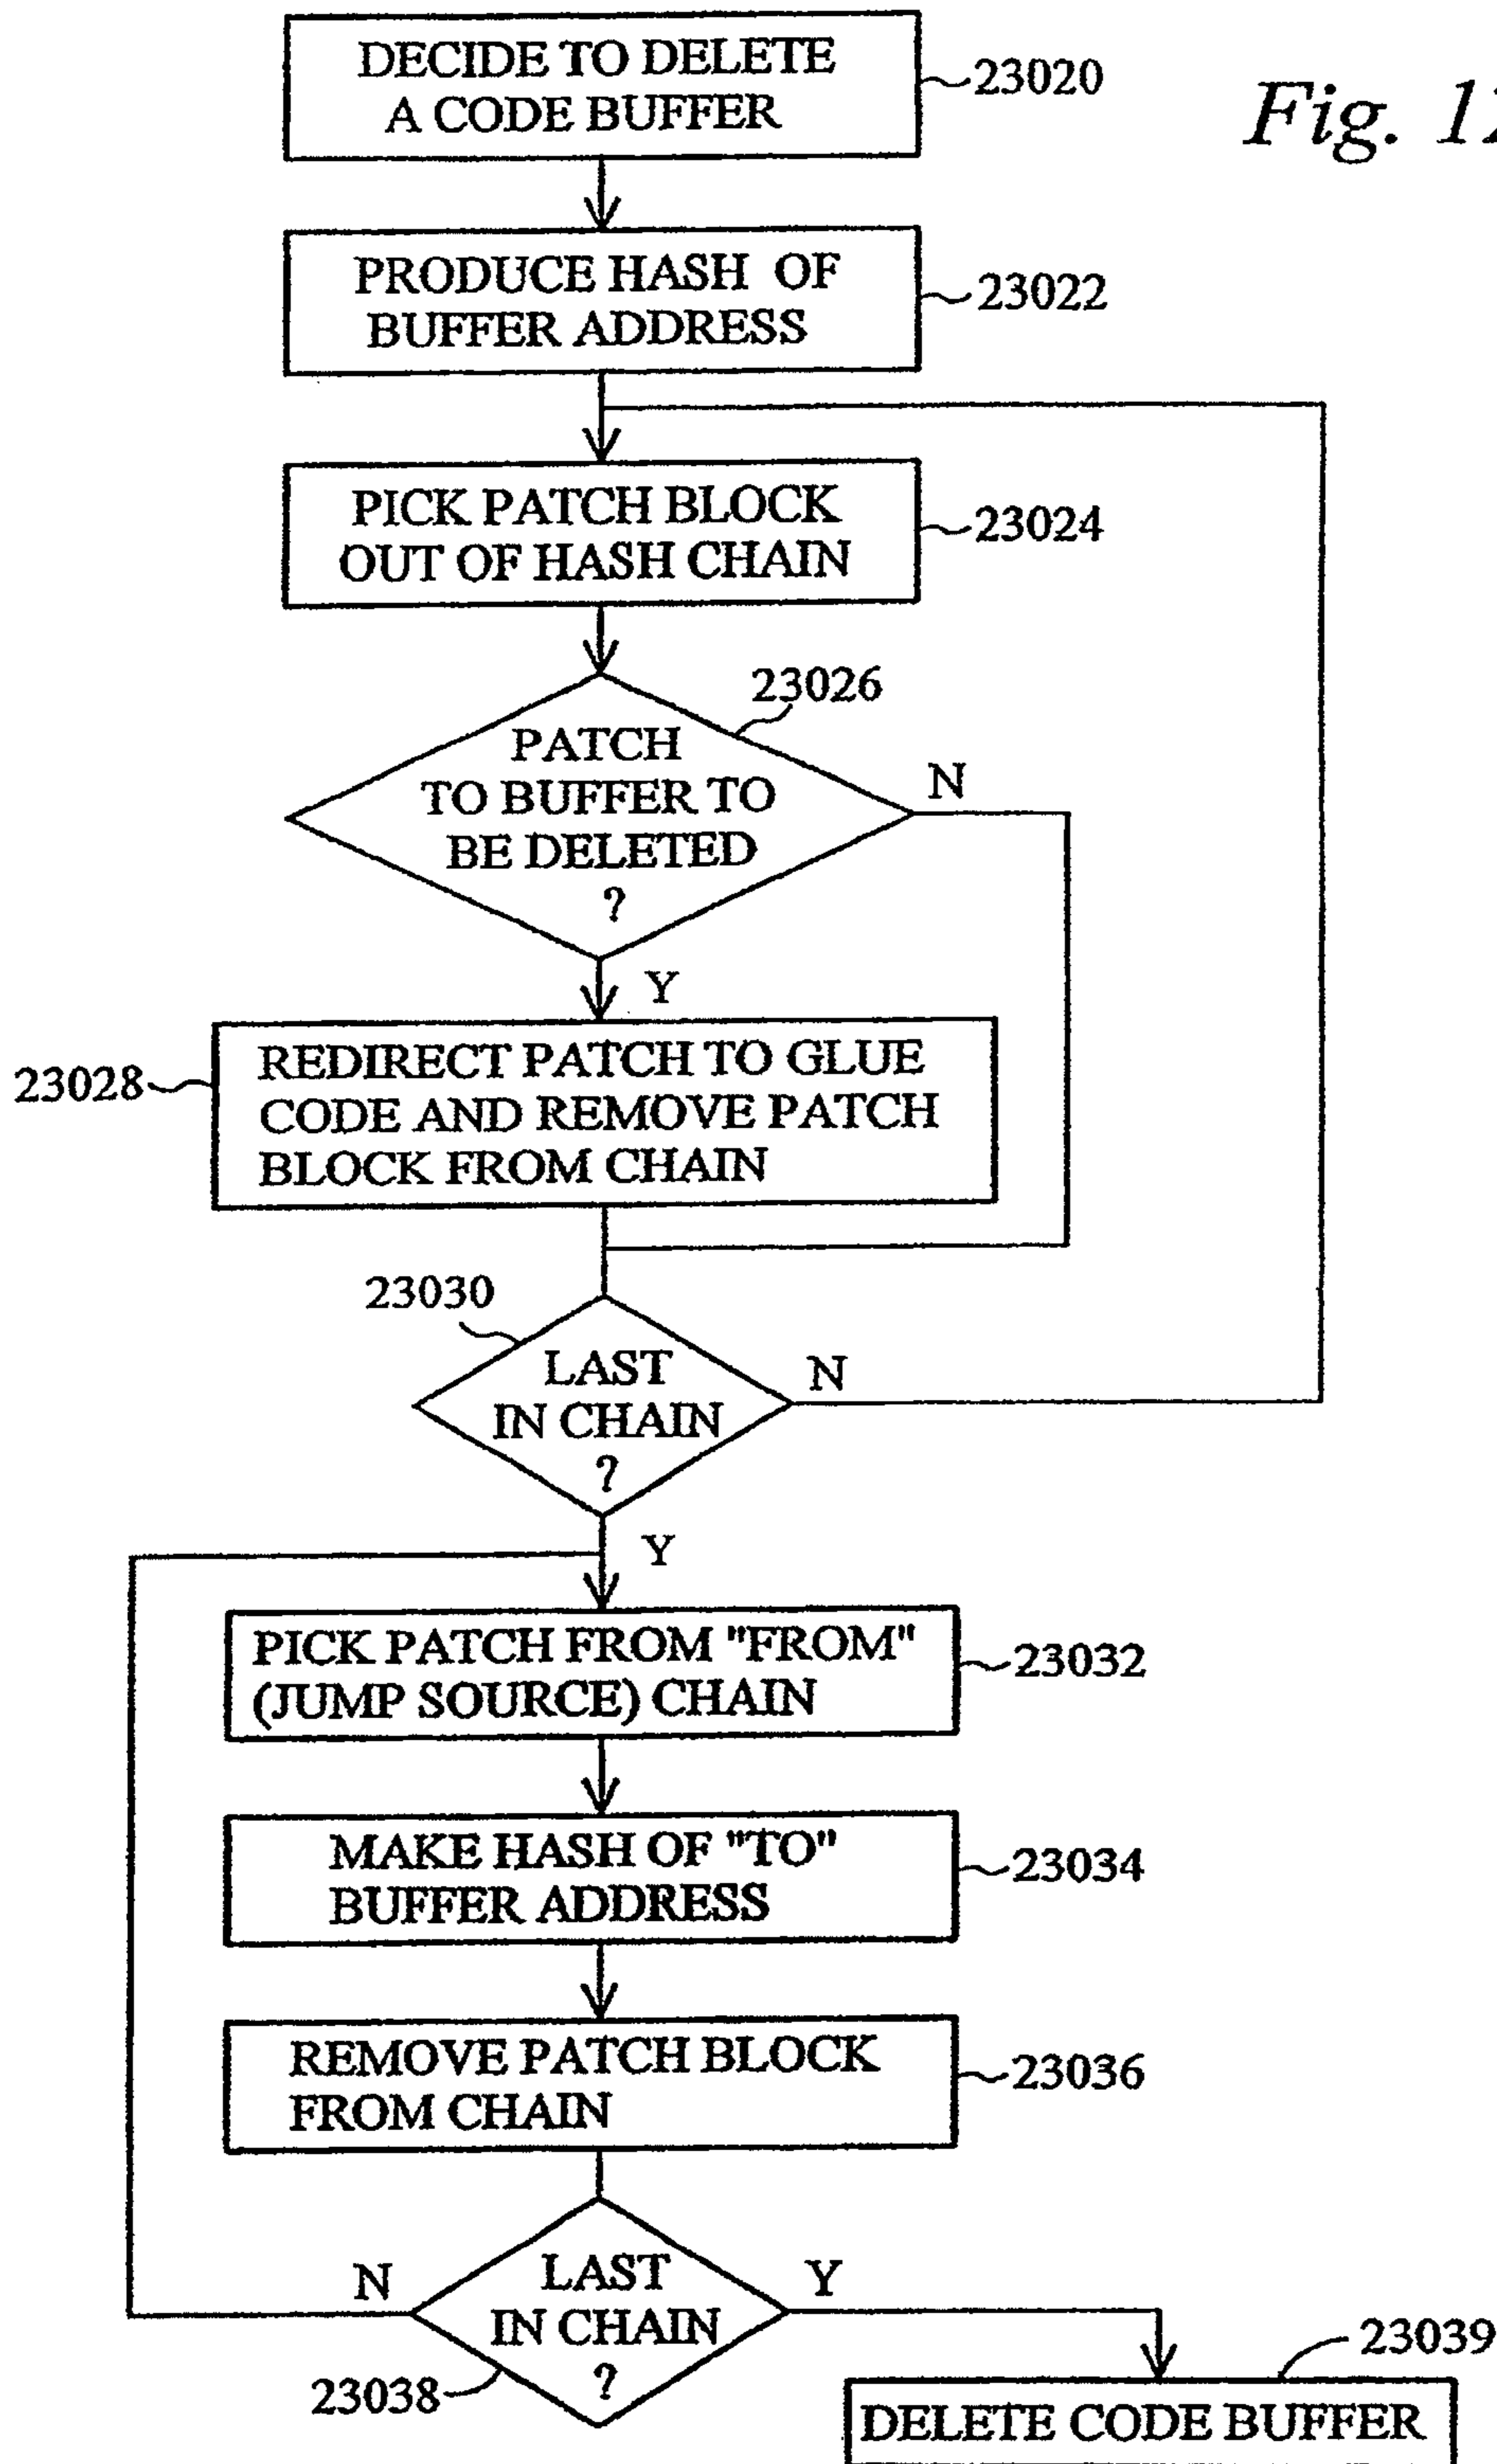 DECIDE TO DELETE
A CODE BUFFER
23020
Fig. 12
PRODUCE HASH OF
BUFFER ADDRESS
23022
PICK PATCH BLOCK
OUT OF HASH CHAIN
23024
23026
PATCH
TO BUFFER TO
BE DELETED
?
N
Y
23028
REDIRECT PATCH TO GLUE
CODE AND REMOVE PATCH
BLOCK FROM CHAIN
23030
LAST
IN CHAIN
?
N
Y
PICK PATCH FROM "FROM"
(JUMP SOURCE) CHAIN
23032
MAKE HASH OF "TO"
BUFFER ADDRESS
23034
REMOVE PATCH BLOCK
FROM CHAIN
23036
N
LAST
IN CHAIN
?
Y
23038
23039
DELETE CODE BUFFER